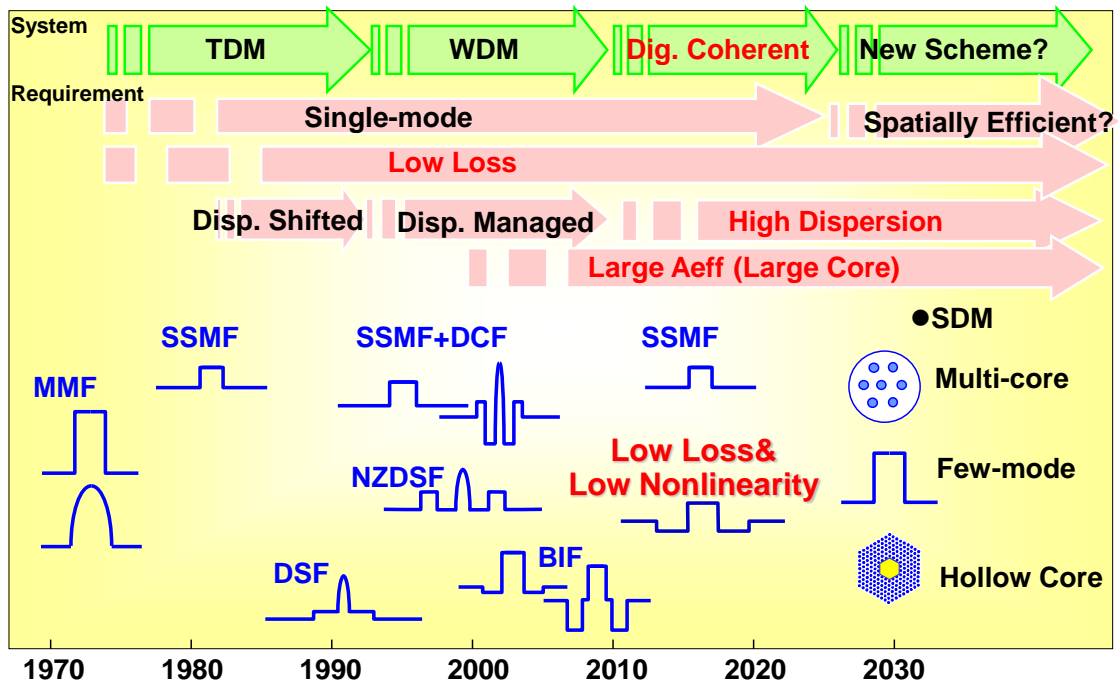 System
TDM
WDM
Dig. Coherent
New Scheme?
Requirement
Single-mode
Spatially Efficient?
Low Loss
Disp. Shifted
Disp. Managed
High Dispersion
Large Aeff (Large Core)
●SDM
SSMF
SSMF+DCF
SSMF
MMF
Multi-core
Low Loss&
Low Nonlinearity
NZDSF
Few-mode
BIF
DSF
Hollow Core
1970 1980 1990 2000 2010 2020 2030